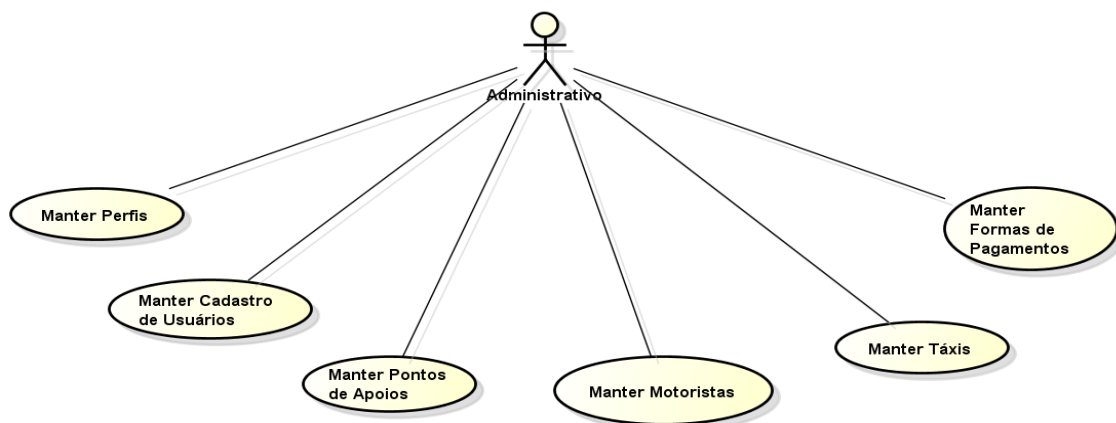 Administrativo
Manter Perfis
Manter Cadastro
de Usuários
Manter Pontos
de Apoios
Manter Motoristas
Manter Táxis
Manter
Formas de
Pagamentos